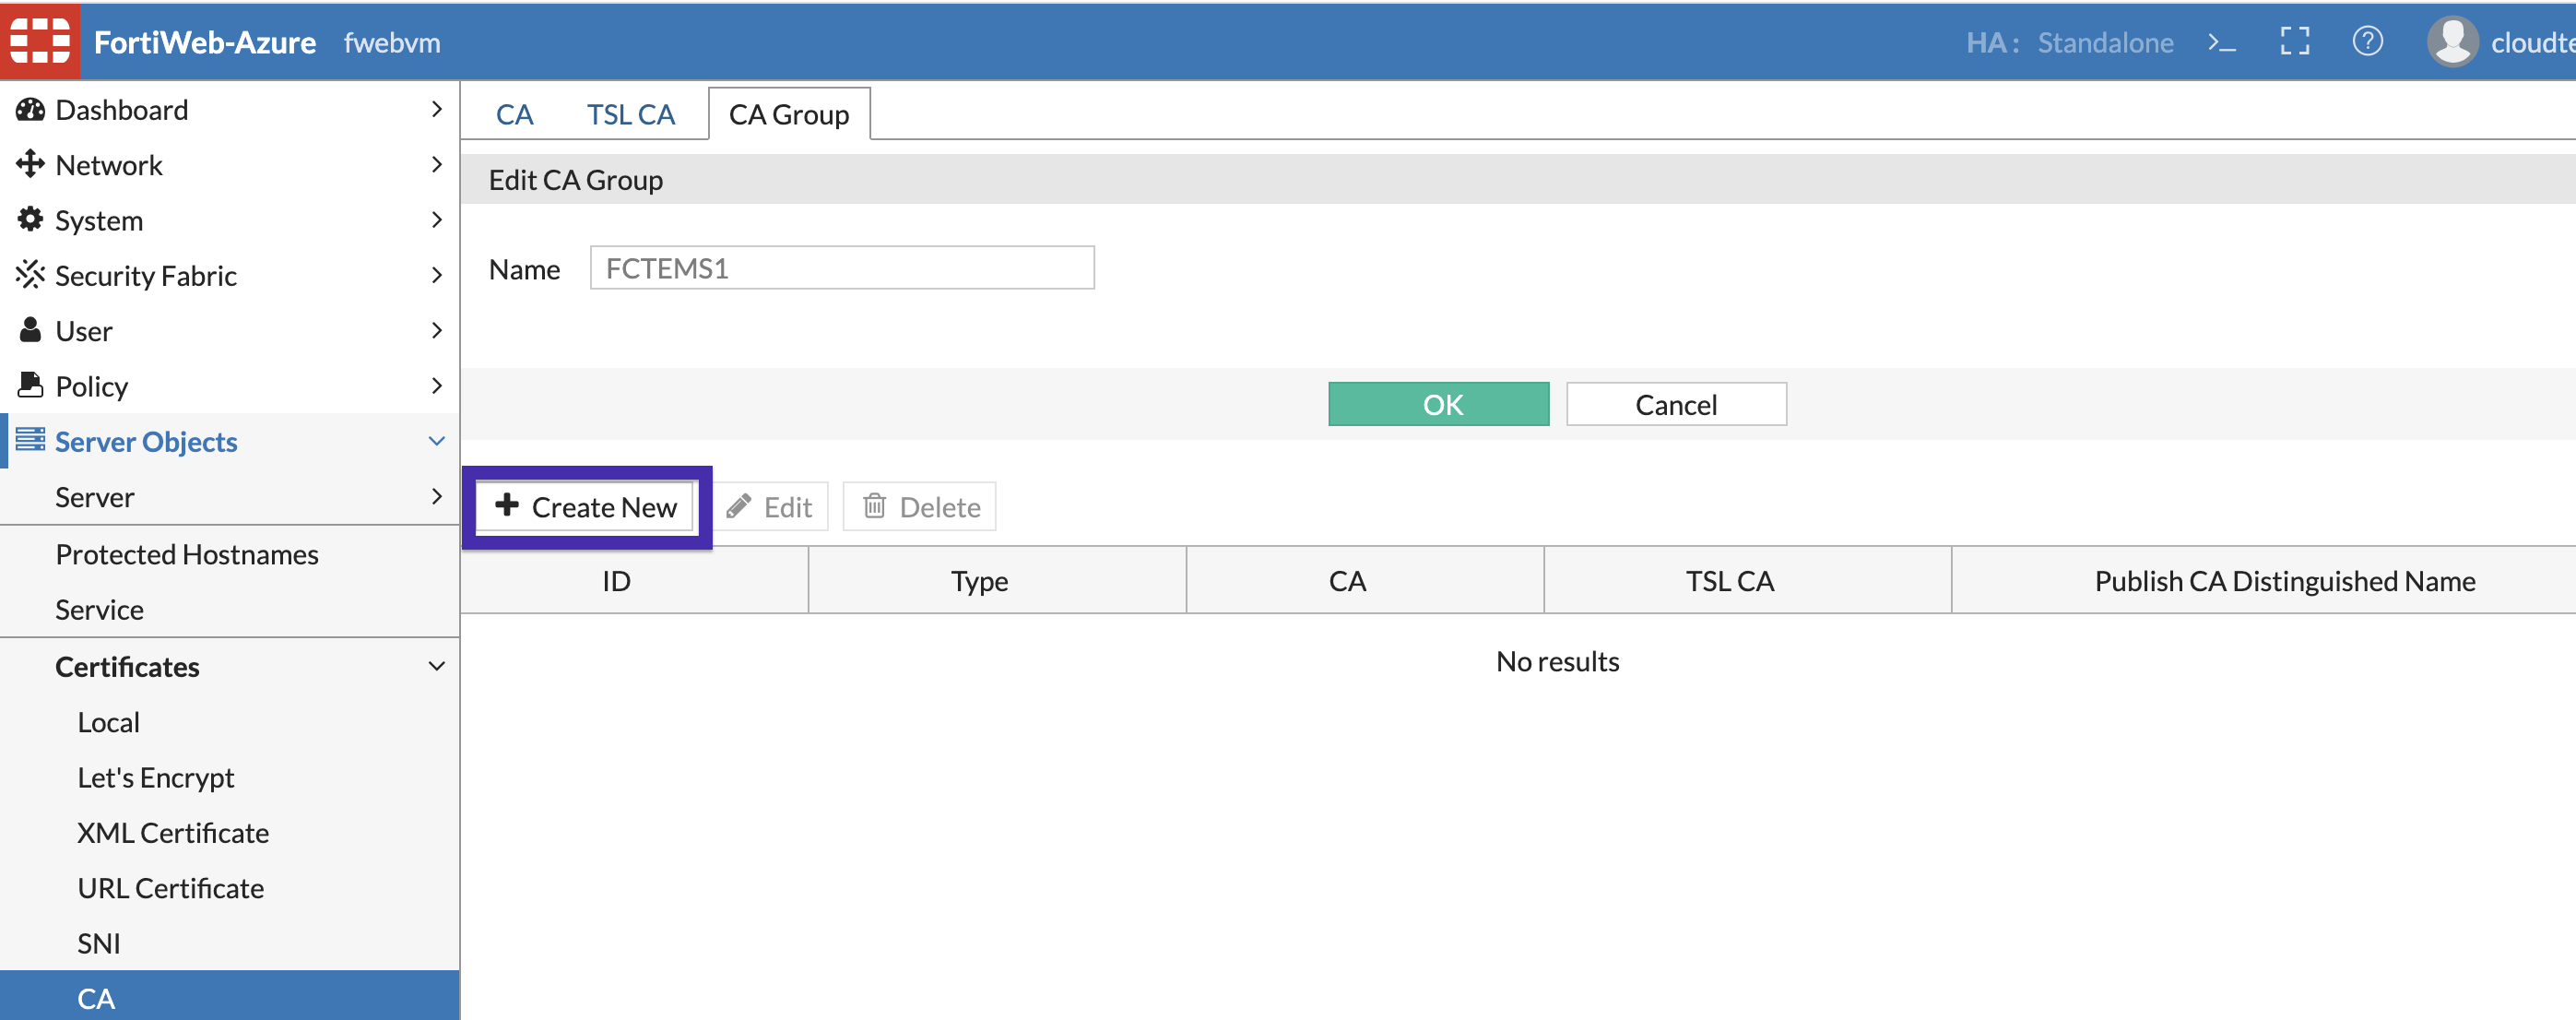 FortiWeb-Azure fwebvm HA: Standalone >_ ? cloudte
Dashboard
Network
System
Security Fabric
User
Policy
Server Objects
Server
Protected Hostnames
Service
Certificates
Local
Let's Encrypt
XML Certificate
URL Certificate
SNI
CA
CA TSL CA CA Group
Edit CA Group
Name FCTEMS1
OK Cancel
Create New Edit Delete
ID Type CA TSL CA Publish CA Distinguished Name
No results